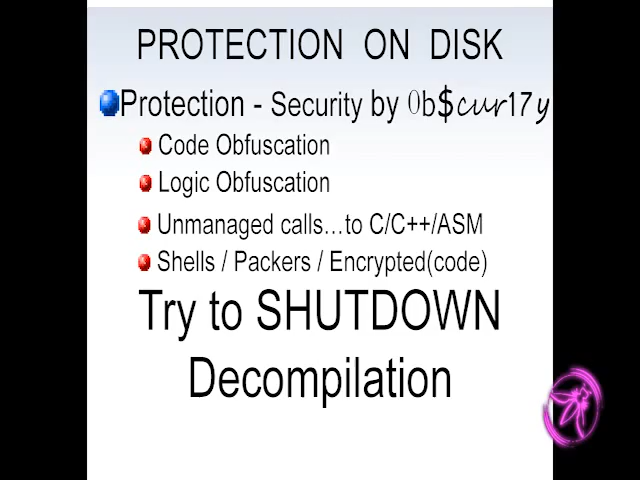 PROTECTION ON DISK
Protection - Security by 0b$cur17y
Code Obfuscation
Logic Obfuscation
Unmanaged calls…to C/C++/ASM
Shells / Packers / Encrypted(code)
Try to SHUTDOWN
Decompilation